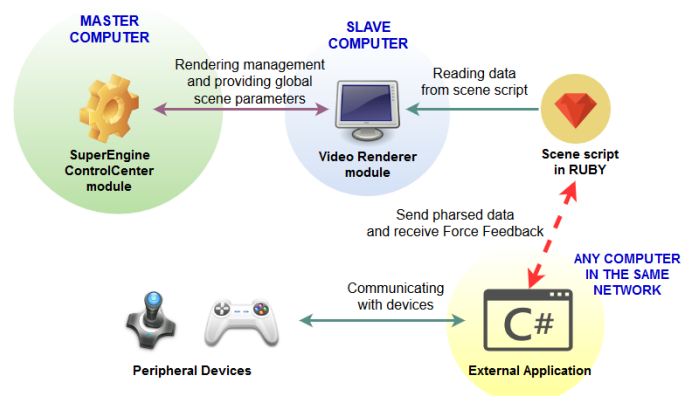 MASTER
COMPUTER
SLAVE
COMPUTER
Rendering management
and providing global
scene parameters
Reading data
from scene script
SuperEngine
ControlCenter
module
Video Renderer
module
Scene script
in RUBY
Send pharsed data
and receive Force Feedback
ANY COMPUTER
IN THE SAME
NETWORK
Communicating
with devices
C#
Peripheral Devices
External Application